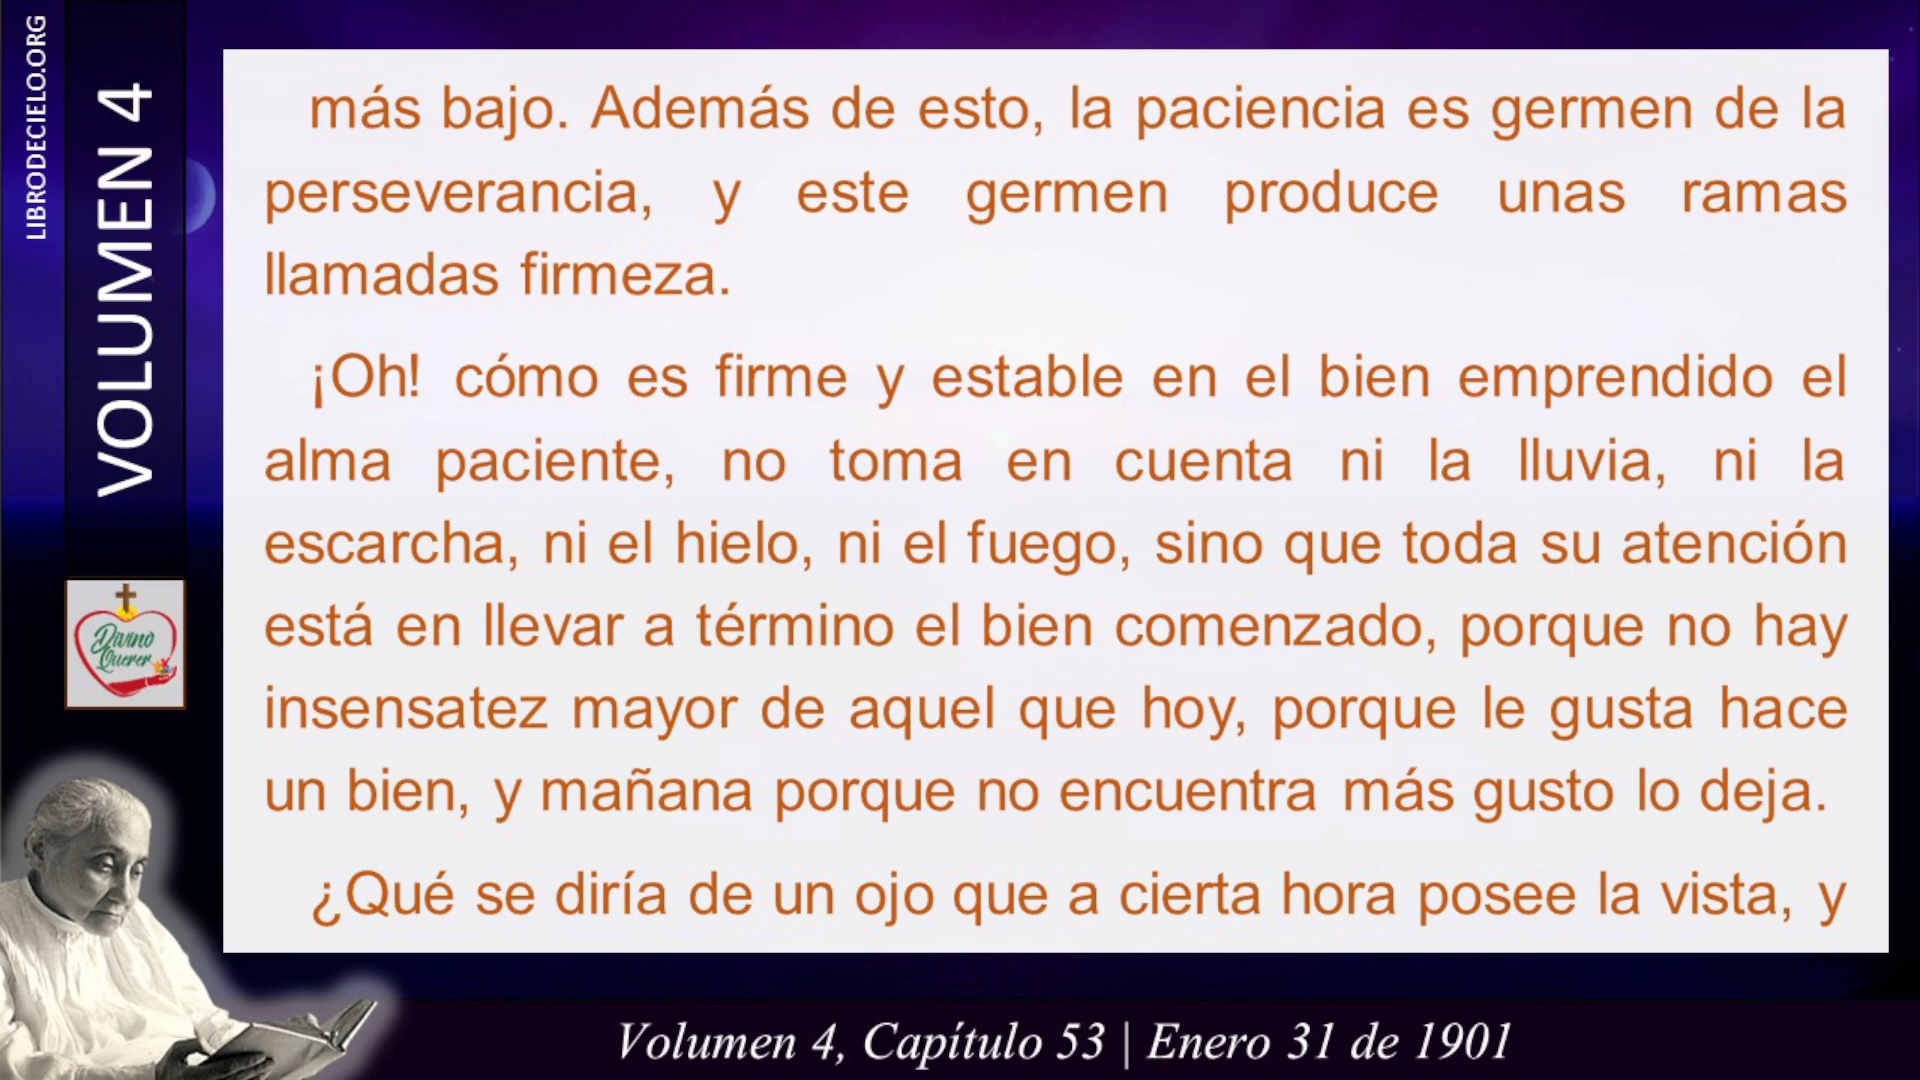 LIBRODECIELO.ORG
VOLUMEN 4
Divino
Querer
más bajo. Además de esto, la paciencia es germen de la
perseverancia, y este germen produce unas ramas
llamadas firmeza.
¡Oh! cómo es firme y estable en el bien emprendido el
alma paciente, no toma en cuenta ni la lluvia, ni la
escarcha, ni el hielo, ni el fuego, sino que toda su atención
está en llevar a término el bien comenzado, porque no hay
insensatez mayor de aquel que hoy, porque le gusta hace
un bien, y mañana porque no encuentra más gusto lo deja.
¿Qué se diría de un ojo que a cierta hora posee la vista, y
Volumen 4, Capítulo 53 | Enero 31 de 1901